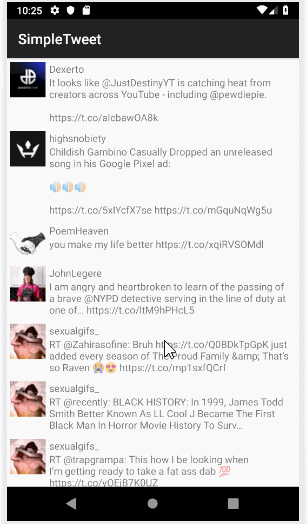 10:25
SimpleTweet
Dexerto
It looks like @JustDestinyYT is catching heat from
creators across YouTube - including @pewdiepie.
https://t.co/aIcbawOA8k
highsnobiety
Childish Gambino Casually Dropped an unreleased
song in his Google Pixel ad:
🔊🔊🔊
https://t.co/5xIYcfX7se https://t.co/mGquNqWg5u
PoemHeaven
you make my life better https://t.co/xqiRVSOMdI
JohnLegere
I am angry and heartbroken to learn of the passing of
a brave @NYPD detective serving in the line of duty at
one of… https://t.co/ltM9hPHcL5
sexualgifs_
RT @Zahirasofine: Bruh https://t.co/Q0BDkTpGpK just
added every season of The Proud Family &amp; That's
so Raven 😭😍 https://t.co/mp1sxfQCrf
sexualgifs_
RT @recently: BLACK HISTORY: In 1999, James Todd
Smith Better Known As LL Cool J Became The First
Black Man In Horror Movie History To Surv…
sexualgifs_
RT @trapgrampa: This how I be looking when
I'm getting ready to take a fat ass dab 💯
https://t.co/yOEjB7K0UZ